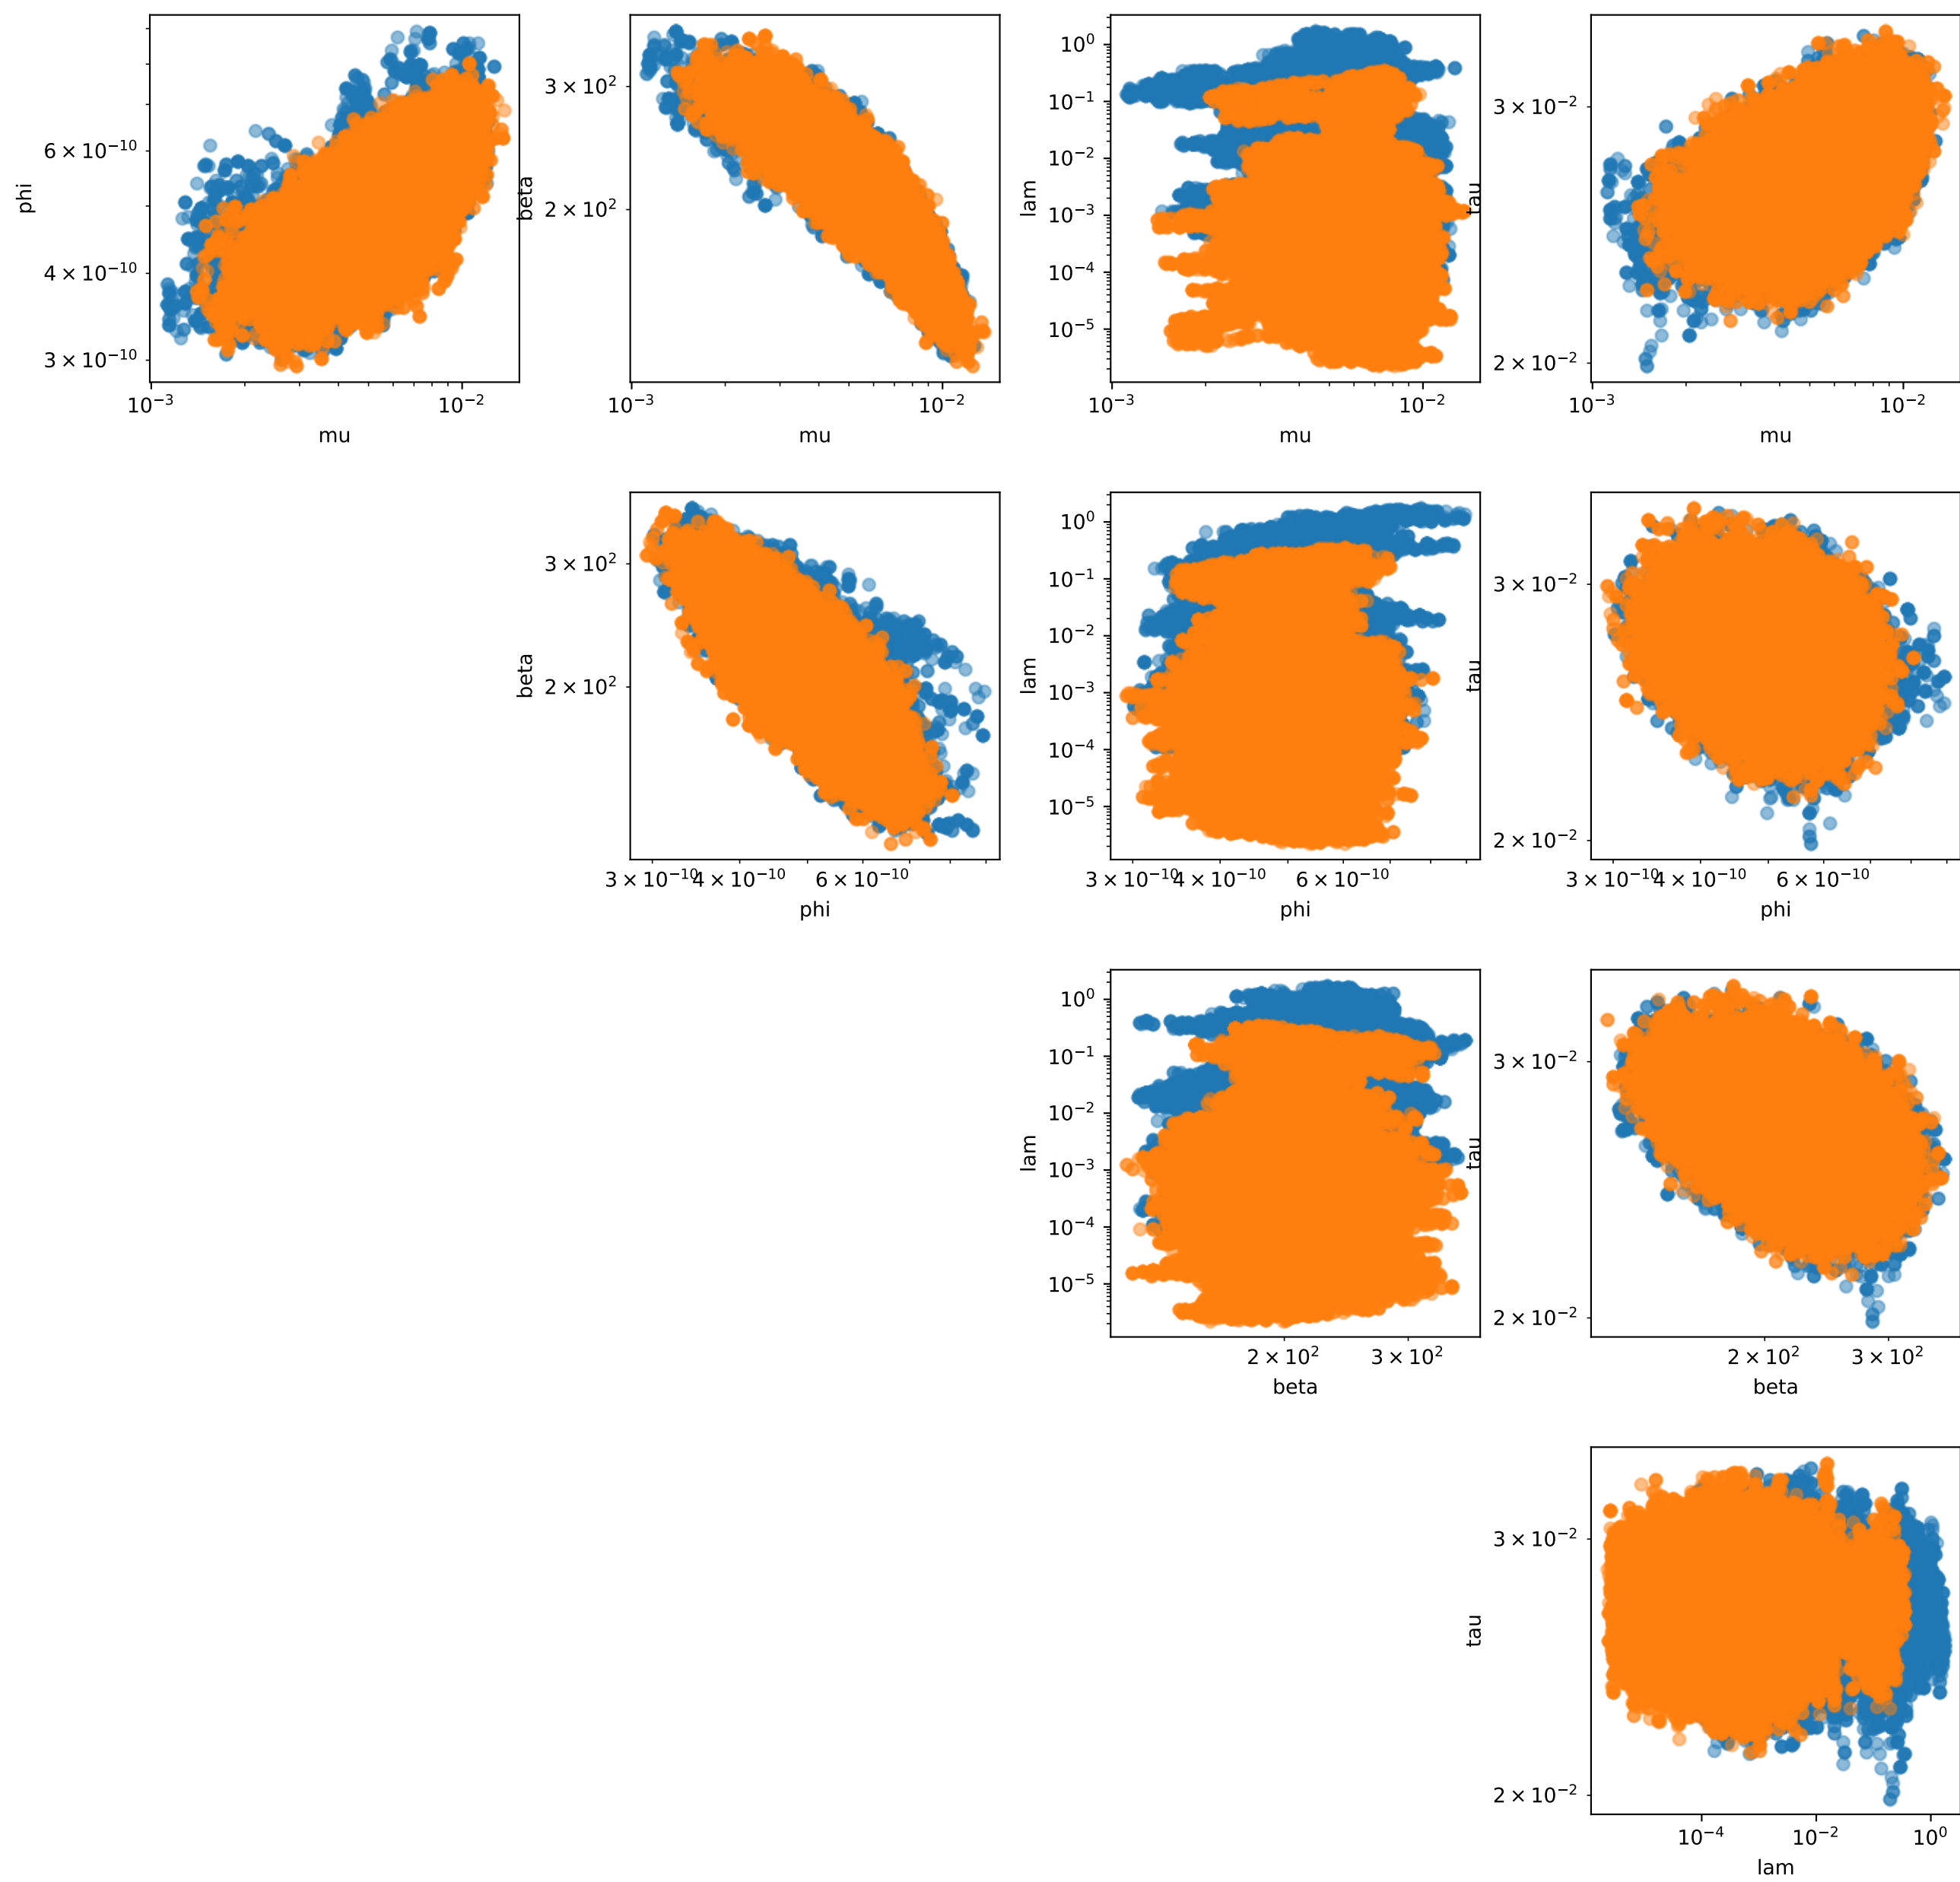 phi
6 × 10⁻¹⁰
4 × 10⁻¹⁰
3 × 10⁻¹⁰
10⁻³ 10⁻²
mu
beta
3 × 10²
2 × 10²
10⁻³ 10⁻²
mu
lam
10⁰
10⁻¹
10⁻²
10⁻³
10⁻⁴
10⁻⁵
10⁻³ 10⁻²
mu
tau
3 × 10⁻²
2 × 10⁻²
10⁻³ 10⁻²
mu
beta
3 × 10²
2 × 10²
3 × 10⁻¹⁰ 4 × 10⁻¹⁰ 6 × 10⁻¹⁰
phi
lam
10⁰
10⁻¹
10⁻²
10⁻³
10⁻⁴
10⁻⁵
3 × 10⁻¹⁰ 4 × 10⁻¹⁰ 6 × 10⁻¹⁰
phi
tau
3 × 10⁻²
2 × 10⁻²
3 × 10⁻¹⁰ 4 × 10⁻¹⁰ 6 × 10⁻¹⁰
phi
lam
10⁰
10⁻¹
10⁻²
10⁻³
10⁻⁴
10⁻⁵
2 × 10² 3 × 10²
beta
tau
3 × 10⁻²
2 × 10⁻²
2 × 10² 3 × 10²
beta
tau
3 × 10⁻²
2 × 10⁻²
10⁻⁴ 10⁻² 10⁰
lam